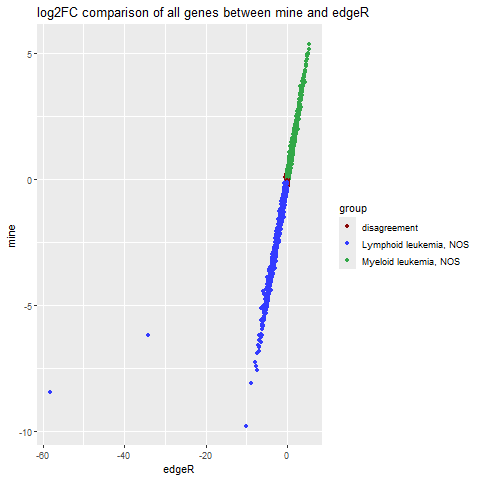 log2FC comparison of all genes between mine and edgeR
5
0
-5
-10
mine
-60
-40
-20
0
edgeR
group
disagreement
Lymphoid leukemia, NOS
Myeloid leukemia, NOS